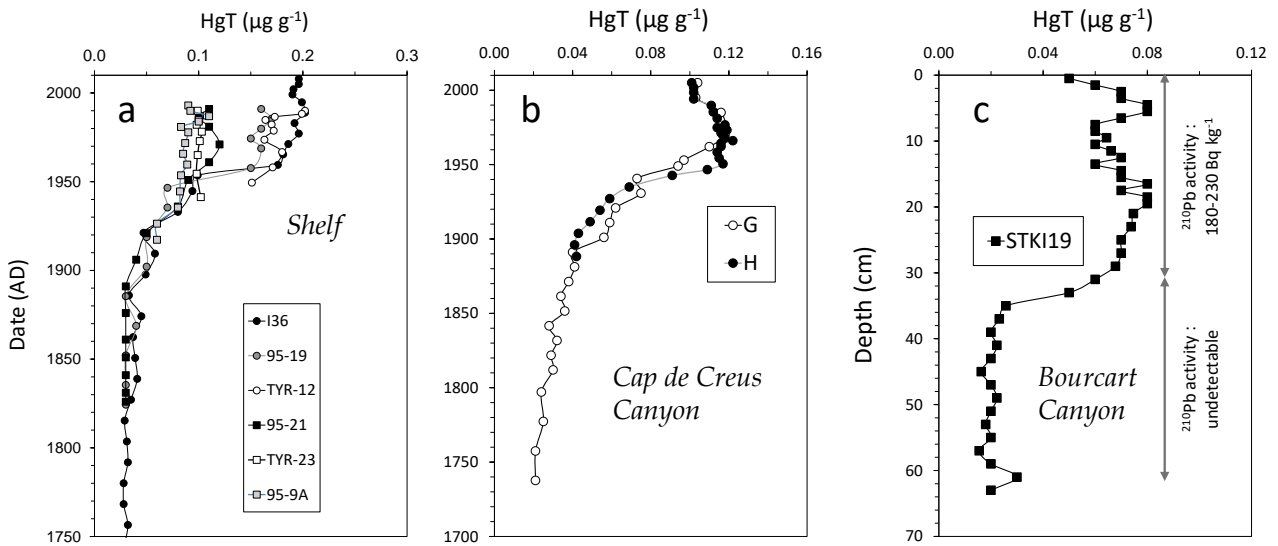 HgT (µg g-1)
0.0 0.1 0.2 0.3
2000
1950
1900
1850
1800
1750
Date (AD)
a
Shelf
I36
95-19
TYR-12
95-21
TYR-23
95-9A
HgT (µg g-1)
0.00 0.04 0.08 0.12 0.16
2000
1950
1900
1850
1800
1750
1700
b
G
H
Cap de Creus
Canyon
HgT (µg g-1)
0.00 0.04 0.08 0.12
0
10
20
30
40
50
60
70
Depth (cm)
c
STKI19
Bourcart
Canyon
210Pb activity :
180-230 Bq kg-1
210Pb activity :
undetectable